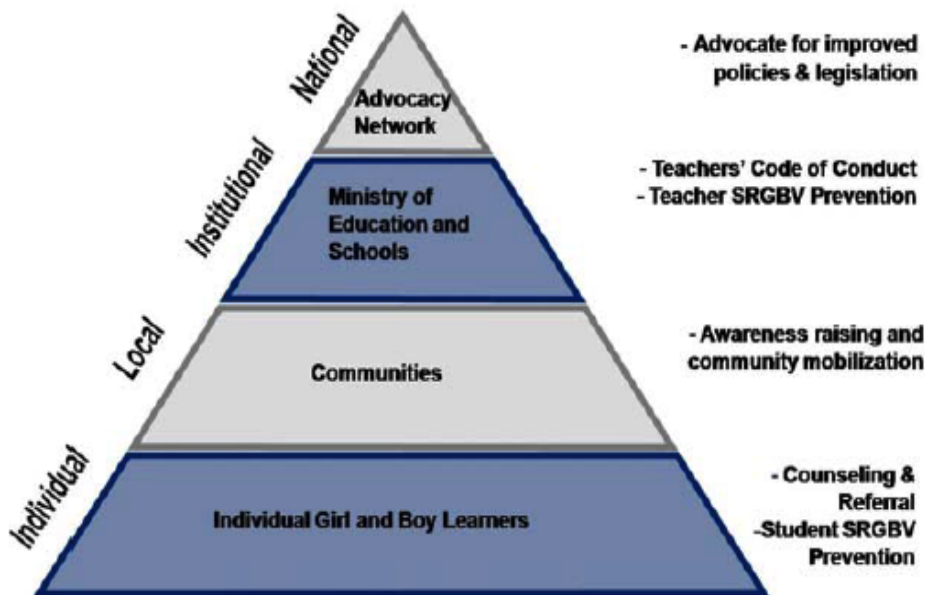 National
Advocacy
Network
- Advocate for improved
policies & legislation
Institutional
Ministry of
Education and
Schools
- Teachers' Code of Conduct
- Teacher SRGBV Prevention
Local
Communities
- Awareness raising and
community mobilization
Individual
Individual Girl and Boy Learners
- Counseling &
Referral
-Student SRGBV
Prevention